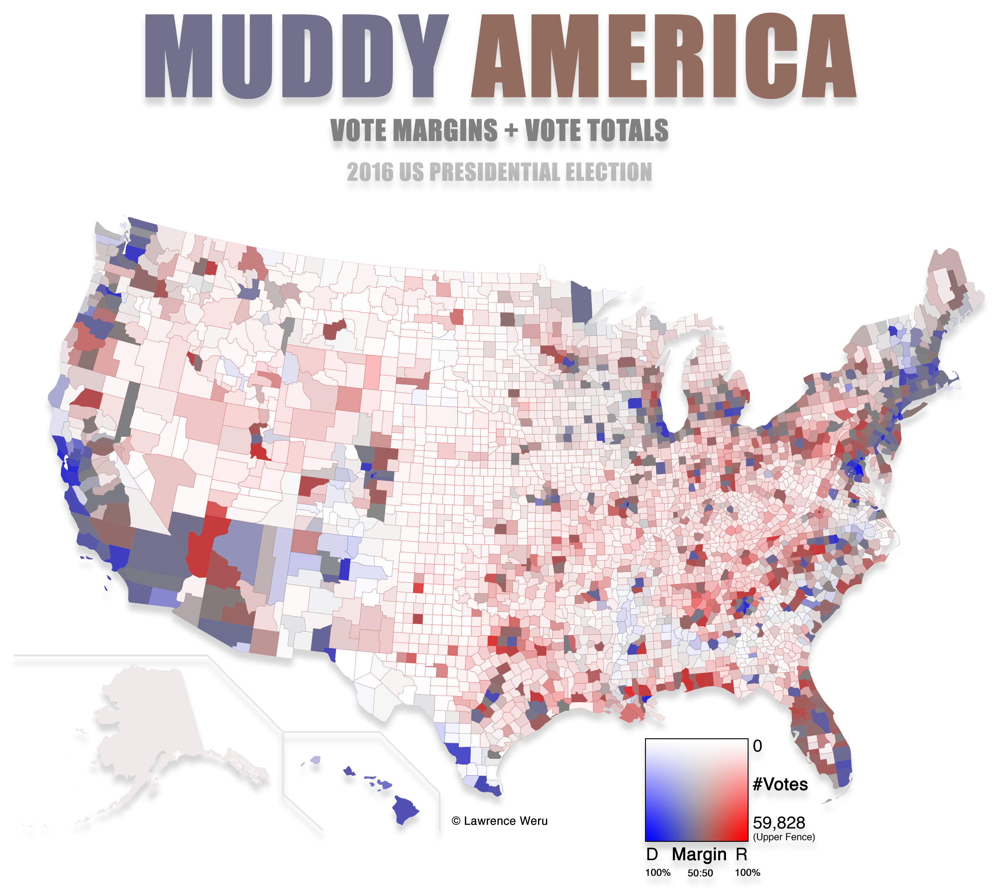 MUDDY AMERICA
VOTE MARGINS + VOTE TOTALS
2016 US PRESIDENTIAL ELECTION
0
#Votes
59,828
(Upper Fence)
D Margin R
100% 50:50 100%
© Lawrence Weru